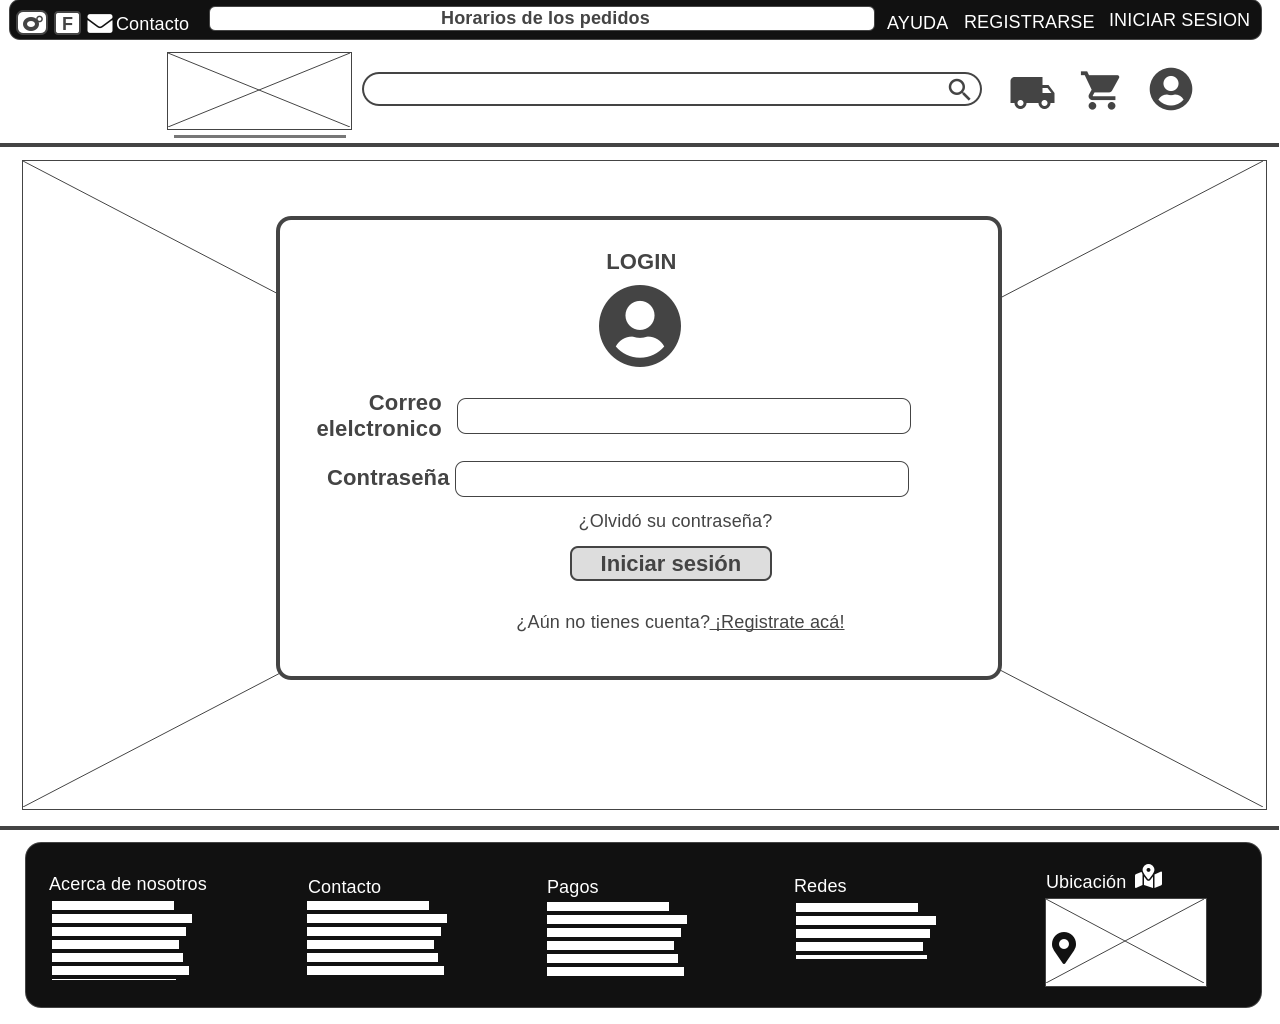 F
Contacto
Horarios de los pedidos
AYUDA
REGISTRARSE
INICIAR SESION
LOGIN
Correo
elelctronico
Contraseña
¿Olvidó su contraseña?
Iniciar sesión
¿Aún no tienes cuenta? ¡Registrate acá!
Acerca de nosotros
Contacto
Pagos
Redes
Ubicación